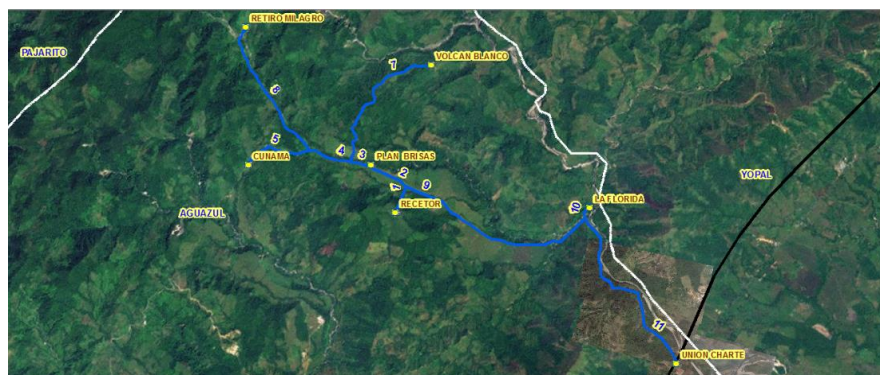 RETIRO MILAGRO
PAJARITO
VOLCAN BLANCO
7
8
5
4
3
PLAN BRISAS
CUNAMA
2
YOPAL
1
9
LA FLORIDA
RECETOR
10
AGUAZUL
11
UNION CHARTE